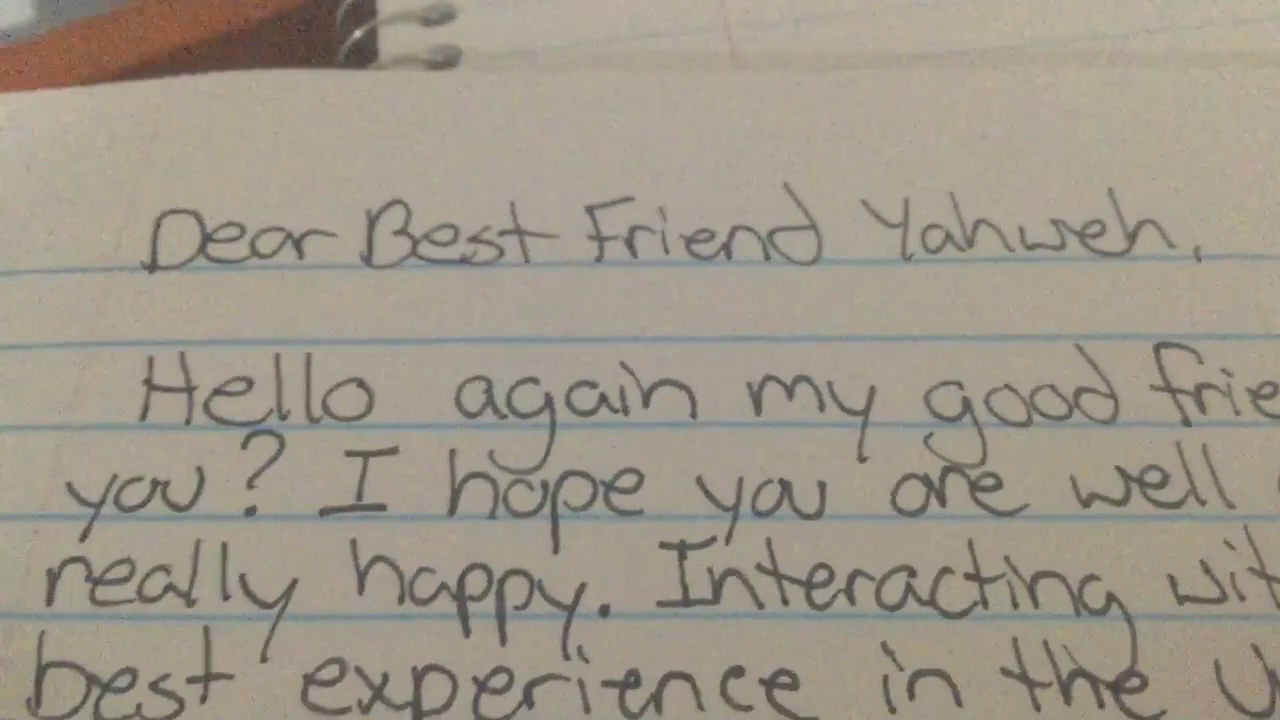 Dear Best Friend Yahweh,
Hello again my good frie
you? I hope you are well
really happy. Interacting wit
best experience in the